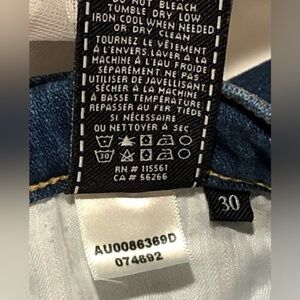 DO NOT BLEACH
TUMBLE DRY LOW
IRON COOL WHEN NEEDED
OR DRY CLEAN
TOURNEZ LE VÊTEMENT
À L'ENVERS. LAVER À LA
MACHINE À L'EAU FROIDE
SÉPARÉMENT. NE PAS
UTILISER DE JAVELLISANT.
SÉCHER À LA MACHINE
À BASSE TEMPÉRATURE.
REPASSER AU FER TIÈDE
SI NÉCESSAIRE
OU NETTOYER À SEC.
30
RN # 115561
CA # 56266
30
AU0086369D
074692